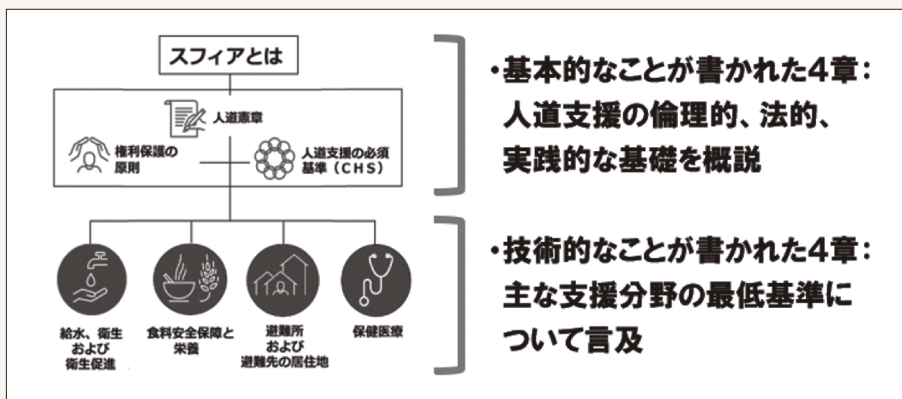 スフィアとは
人道憲章
権利保護の
原則
人道支援の必須
基準(CHS)
給水、衛生
および
衛生促進
食料安全保障と
栄養
避難所
および
避難先の居住地
保健医療
・基本的なことが書かれた4章:
人道支援の倫理的、法的、
実践的な基礎を概説
・技術的なことが書かれた4章:
主な支援分野の最低基準に
ついて言及